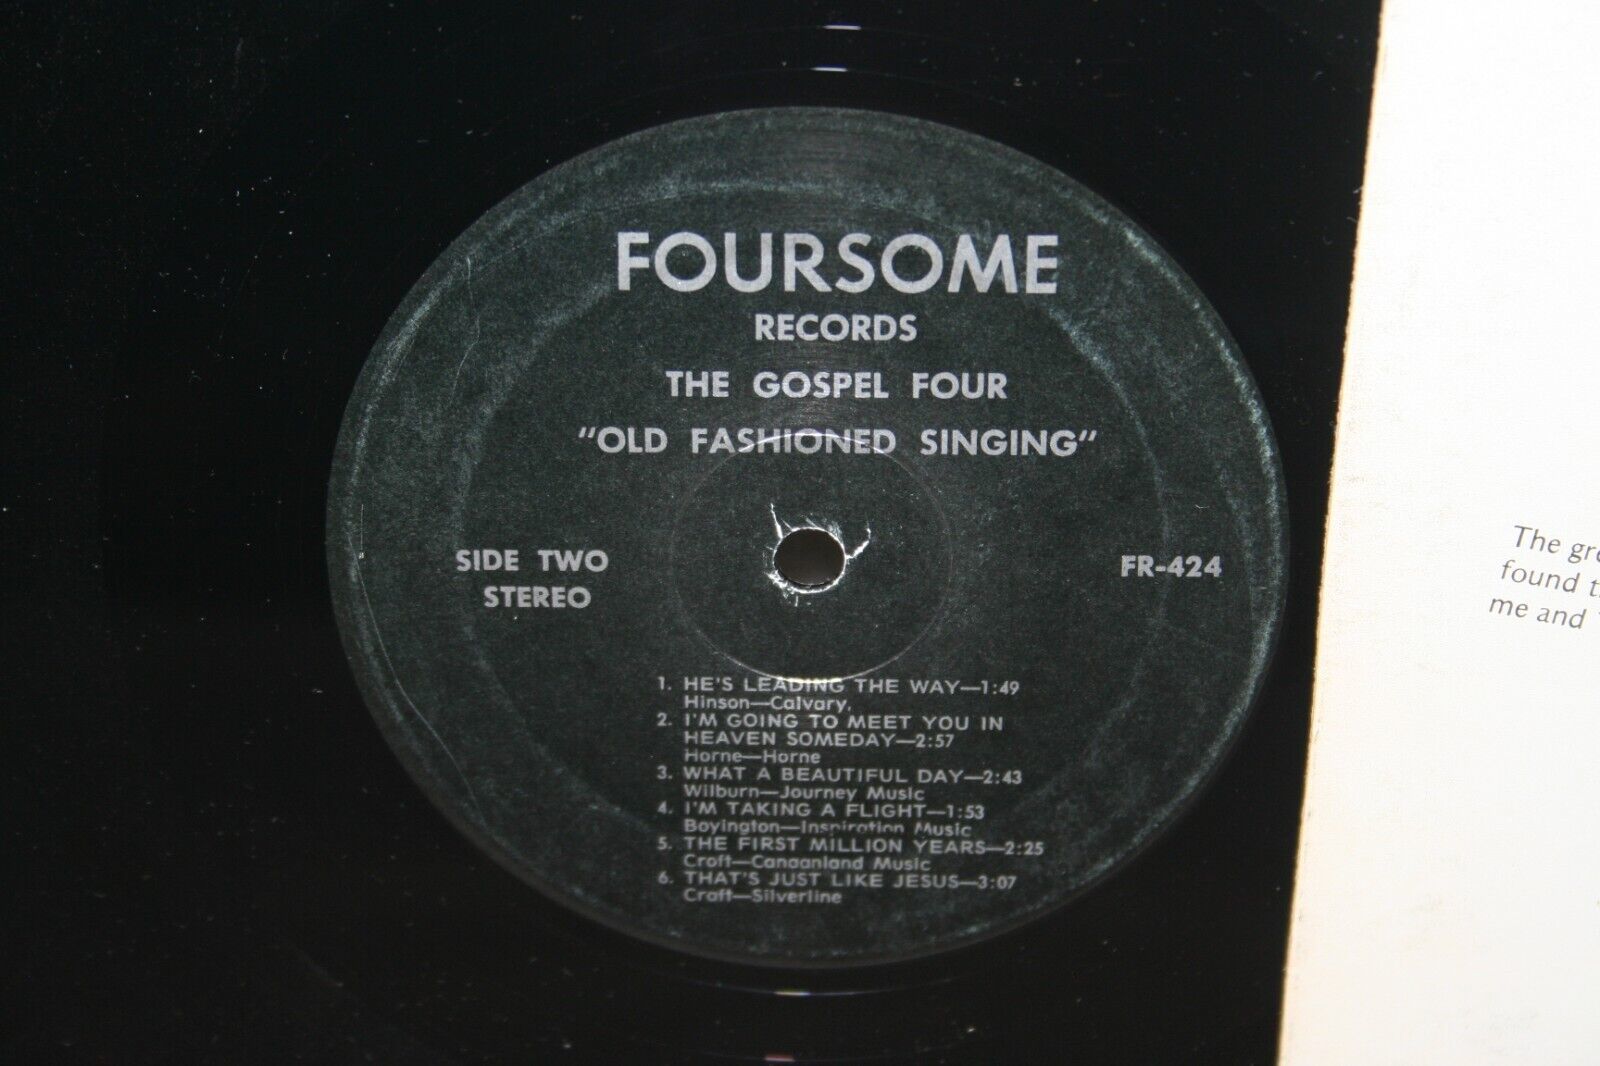 FOURSOME
RECORDS
THE GOSPEL FOUR
"OLD FASHIONED SINGING"
SIDE TWO
STEREO
FR-424
1. HE'S LEADING THE WAY—1:49
Hinson—Calvary,
2. I'M GOING TO MEET YOU IN
HEAVEN SOMEDAY—2:57
Horne—Horne
3. WHAT A BEAUTIFUL DAY—2:43
Wilburn—Journey Music
4. I'M TAKING A FLIGHT—1:53
Boyington—Inspiration Music
5. THE FIRST MILLION YEARS—2:25
Croft—Canaanland Music
6. THAT'S JUST LIKE JESUS—3:07
Craft—Silverline
The
found
me and